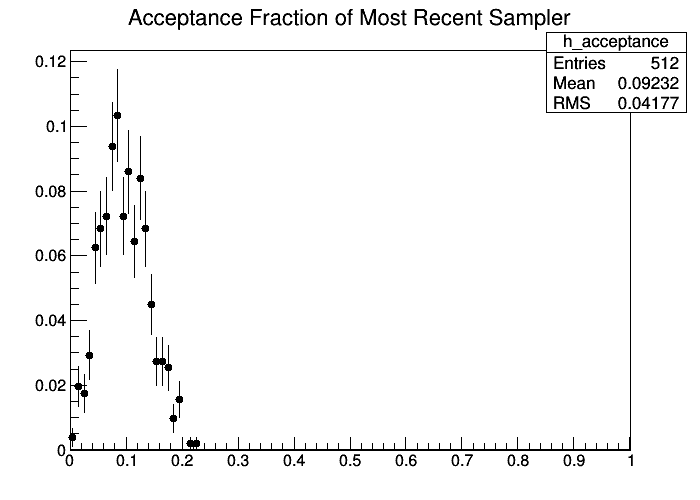 Acceptance Fraction of Most Recent Sampler
h_acceptance
Entries 512
Mean 0.09232
RMS 0.04177
0.12
0.1
0.08
0.06
0.04
0.02
0
0 0.1 0.2 0.3 0.4 0.5 0.6 0.7 0.8 0.9 1